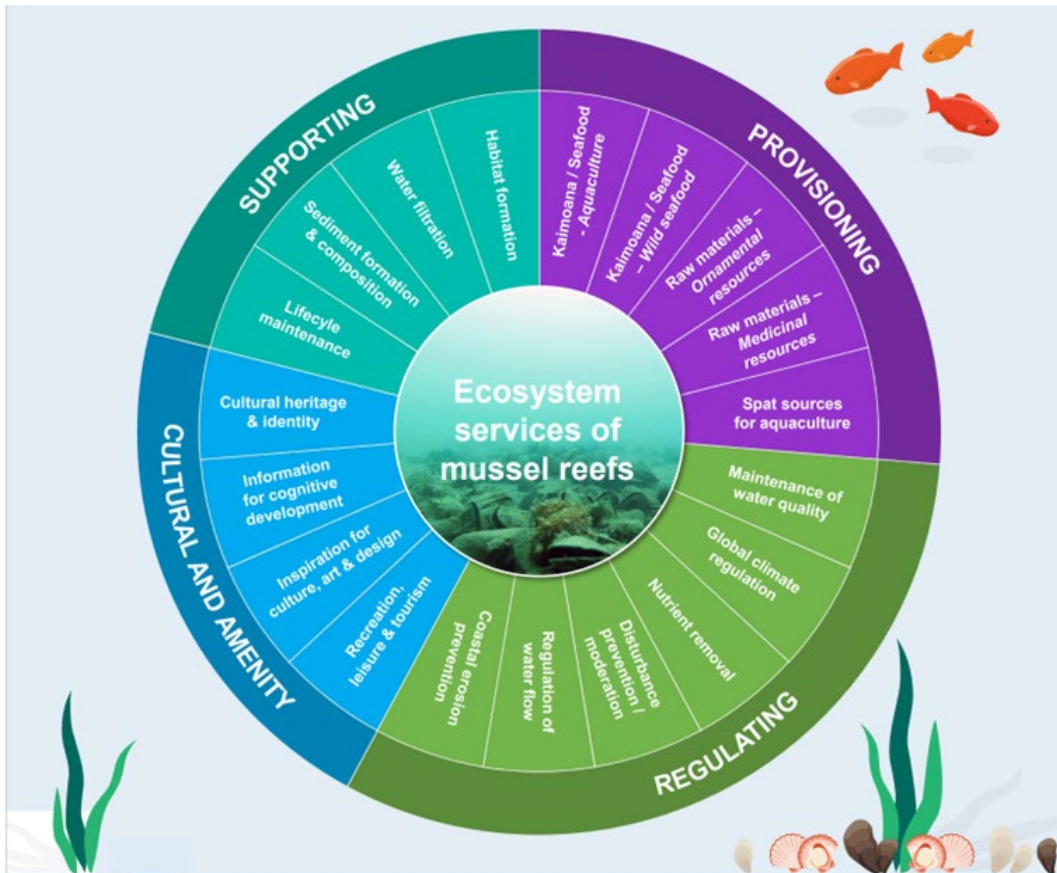 Ecosystem
services of
mussel reefs
PROVISIONING
Kaimoana / Seafood
- Aquaculture
Kaimoana / Seafood
– Wild seafood
Raw materials –
Ornamental
resources
Raw materials –
Medicinal
resources
Spat sources
for aquaculture
REGULATING
Maintenance of
water quality
Global climate
regulation
Nutrient removal
Disturbance
prevention /
moderation
Regulation of
water flow
Coastal erosion
prevention
CULTURAL AND AMENITY
Recreation,
leisure & tourism
Inspiration for
culture, art & design
Information
for cognitive
development
Cultural heritage
& identity
SUPPORTING
Lifecyle
maintenance
Sediment formation
& composition
Water filtration
Habitat formation